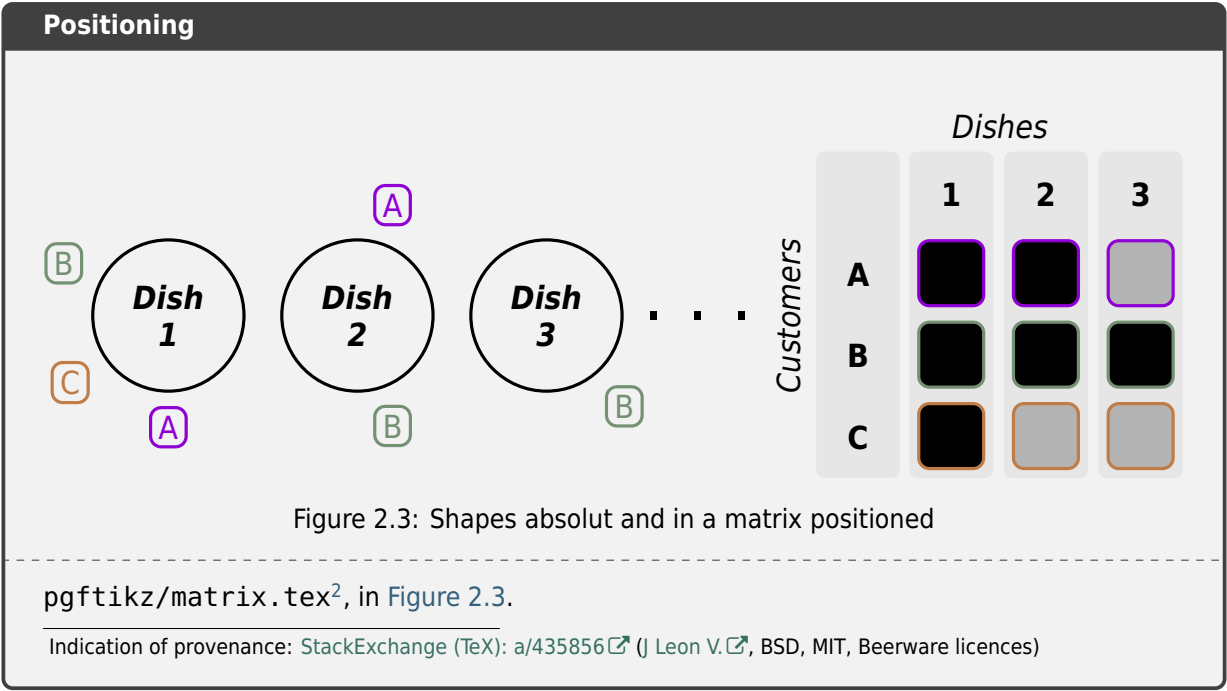 Positioning
Dishes
1 2 3
A
B
C
Customers
A
B
C
A
Dish
1
A
Dish
2
B
Dish
3
B
. . .
Figure 2.3: Shapes absolut and in a matrix positioned
pgftikz/matrix.tex2, in Figure 2.3.
Indication of provenance: StackExchange (TeX): a/435856 (J Leon V., BSD, MIT, Beerware licences)